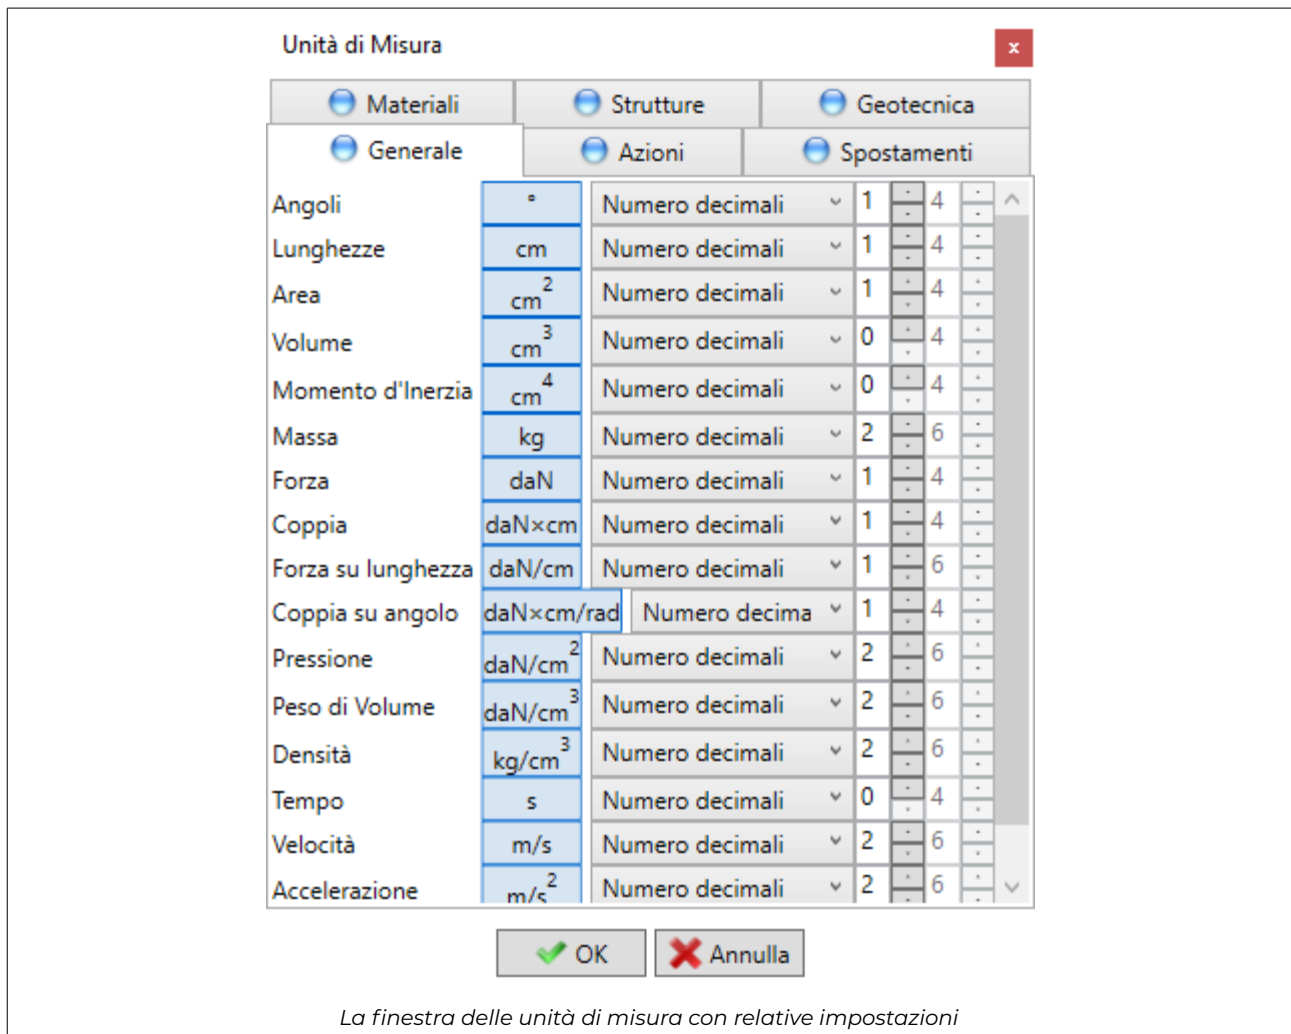 Unità di Misura x
Materiali Strutture Geotecnica
Generale Azioni Spostamenti
Angoli ° Numero decimali 1 4
Lunghezze cm Numero decimali 1 4
Area cm² Numero decimali 1 4
Volume cm³ Numero decimali 0 4
Momento d'Inerzia cm⁴ Numero decimali 0 4
Massa kg Numero decimali 2 6
Forza daN Numero decimali 1 4
Coppia daN×cm Numero decimali 1 4
Forza su lunghezza daN/cm Numero decimali 1 6
Coppia su angolo daN×cm/rad Numero decima 1 4
Pressione daN/cm² Numero decimali 2 6
Peso di Volume daN/cm³ Numero decimali 2 6
Densità kg/cm³ Numero decimali 2 6
Tempo s Numero decimali 0 4
Velocità m/s Numero decimali 2 6
Accelerazione m/s² Numero decimali 2 6
OK Annulla
La finestra delle unità di misura con relative impostazioni